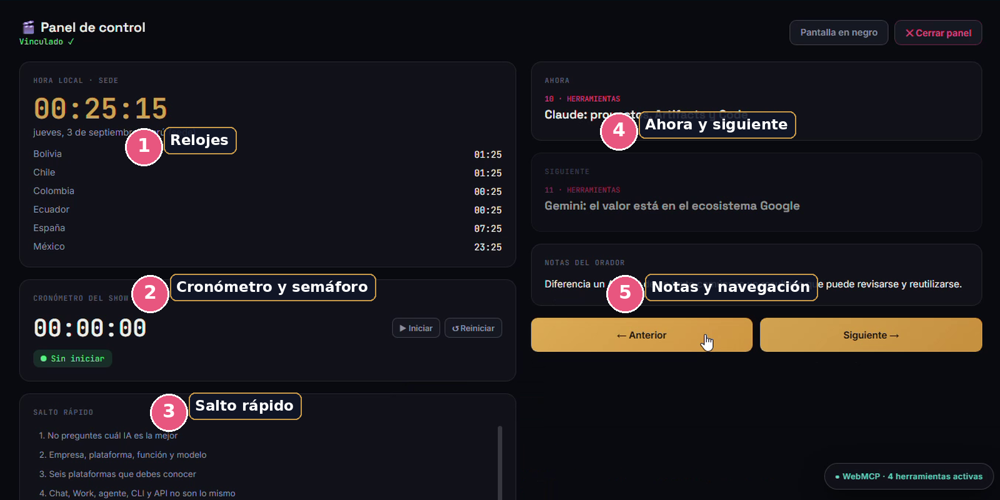 Panel de control
Vinculado ✓
Pantalla en negro
✕ Cerrar panel
HORA LOCAL · SEDE
00:25:15
jueves, 3 de septiembre
1 Relojes
Bolivia 01:25
Chile 01:25
Colombia 00:25
Ecuador 00:25
España 07:25
México 23:25
CRONÓMETRO DEL SHOW
2 Cronómetro y semáforo
00:00:00
▶ Iniciar
↺ Reiniciar
● Sin iniciar
SALTO RÁPIDO
3 Salto rápido
1. No preguntes cuál IA es la mejor
2. Empresa, plataforma, función y modelo
3. Seis plataformas que debes conocer
4. Chat, Work, agente, CLI y API no son lo mismo
AHORA
10 · HERRAMIENTAS
Claude: proyectos, Artifacts y Code
4 Ahora y siguiente
SIGUIENTE
11 · HERRAMIENTAS
Gemini: el valor está en el ecosistema Google
NOTAS DEL ORADOR
Diferencia un
5 Notas y navegación
que puede revisarse y reutilizarse.
← Anterior
Siguiente →
● WebMCP · 4 herramientas activas